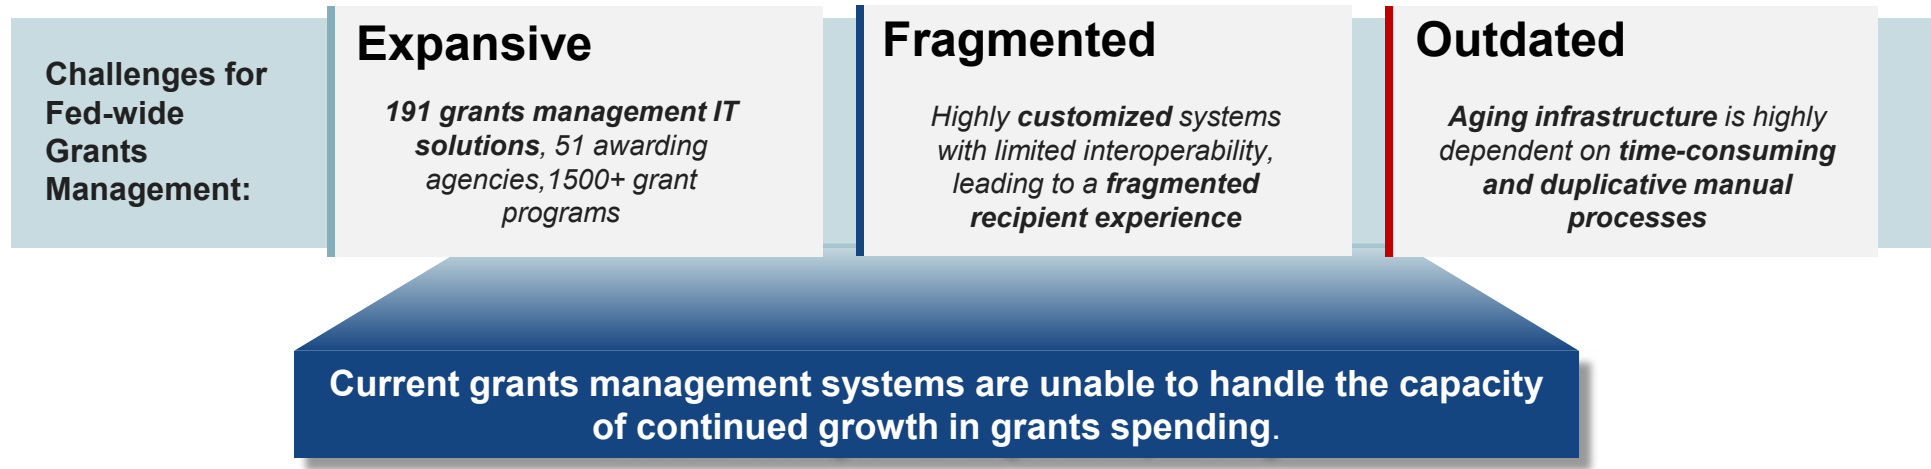 Challenges for
Fed-wide
Grants
Management:
Expansive
191 grants management IT
solutions, 51 awarding
agencies,1500+ grant
programs
Fragmented
Highly customized systems
with limited interoperability,
leading to a fragmented
recipient experience
Outdated
Aging infrastructure is highly
dependent on time-consuming
and duplicative manual
processes
Current grants management systems are unable to handle the capacity
of continued growth in grants spending.